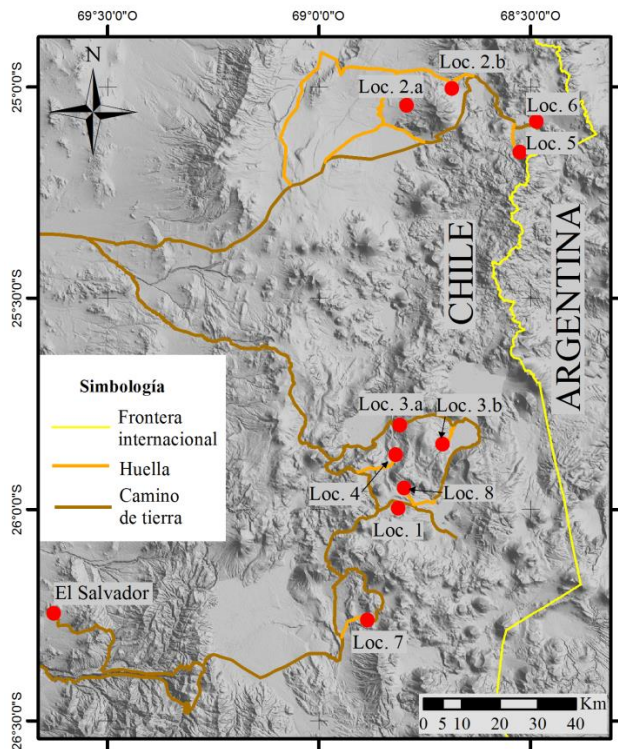 69°30'0"S
69°00'0"S
68°30'0"S
N
Loc. 2.b
Loc. 2.a
25°0'0"S
Loc. 6
Loc. 5
CHILE
ARGENTINA
25°30'0"S
Simbología
Frontera
internacional
Huella
Camino
de tierra
Loc. 3.a
Loc. 3.b
Loc. 4
Loc. 8
26°0'0"S
Loc. 1
El Salvador
Loc. 7
Km
0 5 10 20 30 40
26°30'0"S